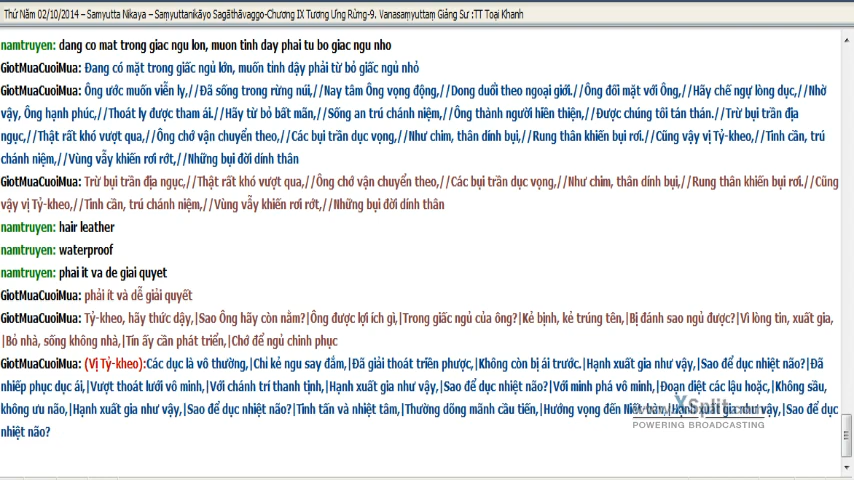 Thứ Năm 02/10/2014 – Saṃyutta Nikaya – Saṃyuttanikāyo Sagāthāvaggo-Chương IX Tương Ưng Rừng-9. Vanasaṃyuttaṃ Giảng Sư :TT Toại Khanh
namtruyen: dang co mat trong giac ngu lon, muon tinh day phai tu bo giac ngu nho
GiotMuaCuoiMua: Đang có mặt trong giấc ngủ lớn, muốn tỉnh dậy phải từ bỏ giấc ngủ nhỏ
GiotMuaCuoiMua: Ông ước muốn viễn ly,//Đã sống trong rừng núi,//Nay tâm Ông vọng động,//Dong duổi theo ngoại giới.//Ông đối mặt với Ông,//Hãy chế ngự lòng dục,//Nhờ
vậy, Ông hạnh phúc,//Thoát ly được tham ái.//Hãy từ bỏ bất mãn,//Sống an trú chánh niệm,//Ông thành người hiền thiện,//Được chúng tôi tán thán.//Trừ bụi trần địa
ngục,//Thật rất khó vượt qua,//Ông chớ vận chuyển theo,//Các bụi trần dục vọng,//Như chim, thân dính bụi,//Rung thân khiến bụi rơi.//Cũng vậy vị Tỷ-kheo,//Tinh cần, trú
chánh niệm,//Vùng vẫy khiến rơi rớt,//Những bụi đời dính thân
GiotMuaCuoiMua: Trừ bụi trần địa ngục,//Thật rất khó vượt qua,//Ông chớ vận chuyển theo,//Các bụi trần dục vọng,//Như chim, thân dính bụi,//Rung thân khiến bụi rơi.//Cũng
vậy vị Tỷ-kheo,//Tinh cần, trú chánh niệm,//Vùng vẫy khiến rơi rớt,//Những bụi đời dính thân
namtruyen: hair leather
namtruyen: waterproof
namtruyen: phai it va de giai quyet
GiotMuaCuoiMua: phải ít và dễ giải quyết
GiotMuaCuoiMua: Tỷ-kheo, hãy thức dậy,|Sao Ông hãy còn nằm?|Ông được lợi ích gì,|Trong giấc ngủ của ông?|Kẻ bịnh, kẻ trúng tên,|Bị đánh sao ngủ được?|Vì lòng tin, xuất gia,
|Bỏ nhà, sống không nhà,|Tín ấy cần phát triển,|Chớ để ngủ chinh phục
GiotMuaCuoiMua: (Vị Tỷ-kheo):Các dục là vô thường,|Chỉ kẻ ngu say đắm,|Đã giải thoát triền phược,|Không còn bị ái trước.|Hạnh xuất gia như vậy,|Sao để dục nhiệt não?|Đã
nhiếp phục dục ái,|Vượt thoát lưới vô minh,|Với chánh trí thanh tịnh,|Hạnh xuất gia như vậy,|Sao để dục nhiệt não?|Với minh phá vô minh,|Đoạn diệt các lậu hoặc,|Không sầu,
không ưu não,|Hạnh xuất gia như vậy,|Sao để dục nhiệt não?|Tinh tấn và nhiệt tâm,|Thường dõng mãnh cầu tiến,|Hướng vọng đến Niết-bàn,|Hạnh xuất gia như vậy,|Sao để dục
nhiệt não?
www.XSplit.com
POWERING BROADCASTING